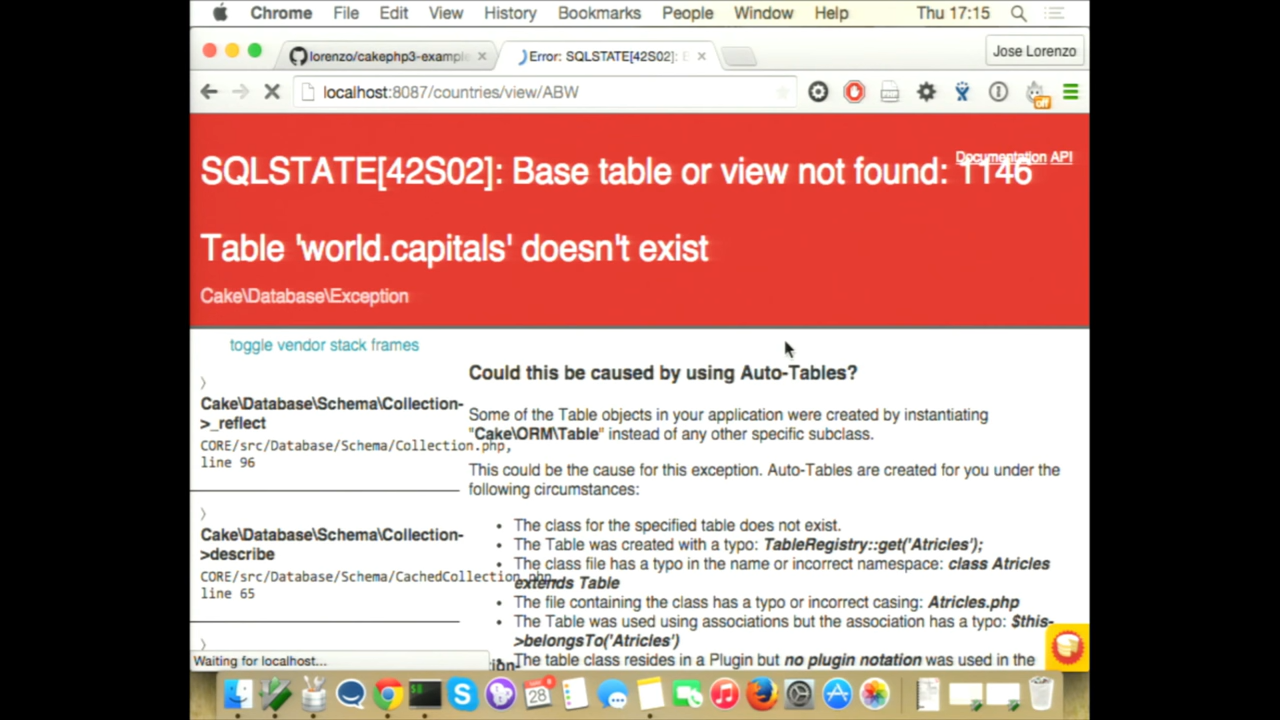 Chrome File Edit View History Bookmarks People Window Help Thu 17:15
lorenzo/cakephp3-example
Error: SQLSTATE[42S02]:
Jose Lorenzo
localhost:8087/countries/view/ABW
off
Documentation API
SQLSTATE[42S02]: Base table or view not found: 1146
Table 'world.capitals' doesn't exist
Cake\Database\Exception
toggle vendor stack frames
Cake\Database\Schema\Collection-
>_reflect
CORE/src/Database/Schema/Collection.php,
line 96
Cake\Database\Schema\Collection-
>describe
CORE/src/Database/Schema/CachedCollection.php,
line 65
Could this be caused by using Auto-Tables?
Some of the Table objects in your application were created by instantiating
"Cake\ORM\Table" instead of any other specific subclass.
This could be the cause for this exception. Auto-Tables are created for you under the
following circumstances:
• The class for the specified table does not exist.
• The Table was created with a typo: TableRegistry::get('Atricles');
• The class file has a typo in the name or incorrect namespace: class Atricles
extends Table
• The file containing the class has a typo or incorrect casing: Atricles.php
• The Table was used using associations but the association has a typo: $this-
>belongsTo('Atricles')
• The table class resides in a Plugin but no plugin notation was used in the
Waiting for localhost...
28